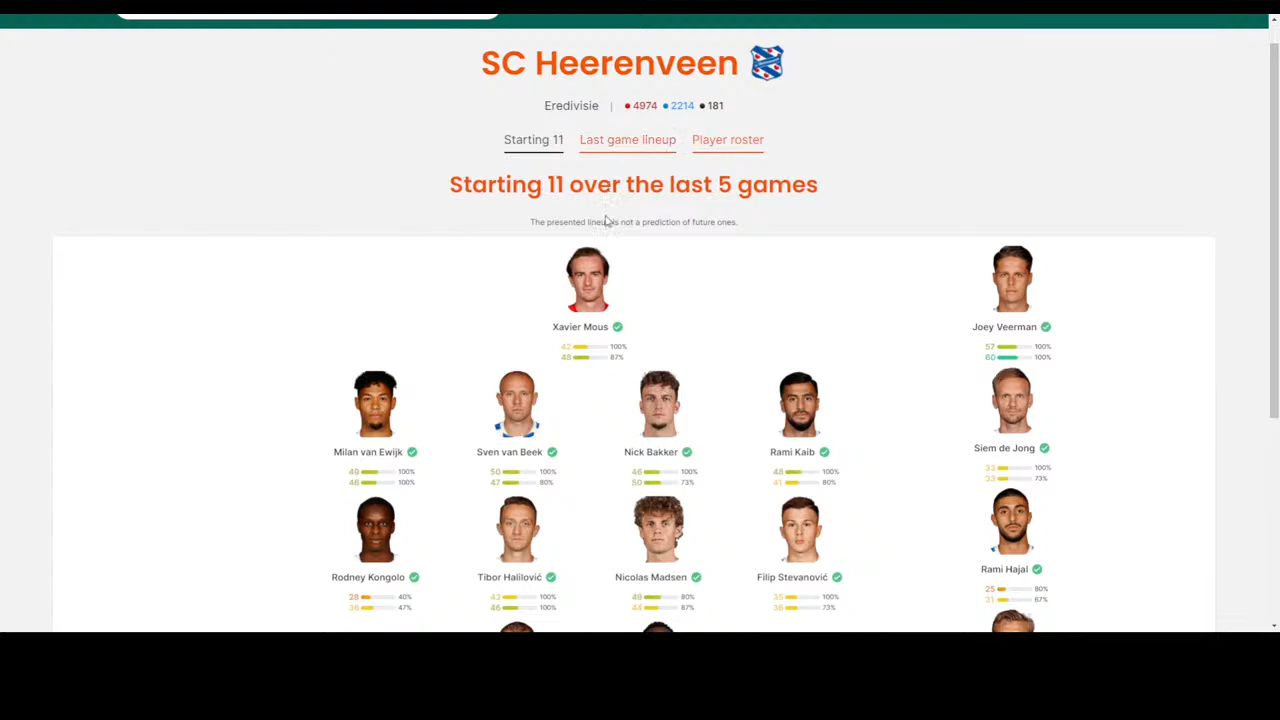 SC Heerenveen
Eredivisie | 4974 2214 181
Starting 11 Last game lineup Player roster
Starting 11 over the last 5 games
The presented lineup is not a prediction of future ones.
Xavier Mous
42 100%
48 87%
Joey Veerman
57 100%
60 100%
Milan van Ewijk
49 100%
46 100%
Sven van Beek
50 100%
47 80%
Nick Bakker
46 100%
50 73%
Rami Kaib
48 100%
41 80%
Siem de Jong
33 100%
33 73%
Rodney Kongolo
28 40%
36 47%
Tibor Halilović
43 100%
46 100%
Nicolas Madsen
49 80%
44 87%
Filip Stevanović
35 100%
36 73%
Rami Hajal
25 80%
31 67%